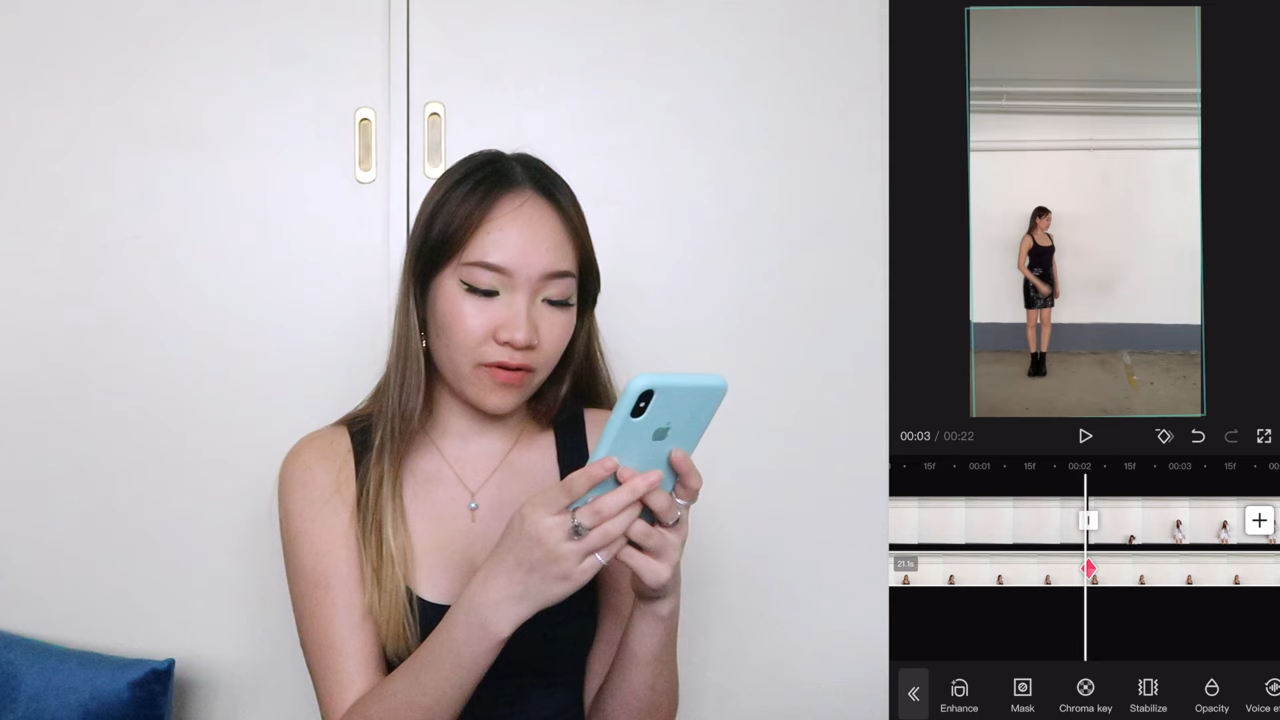 00:03 / 00:22
15f 00:01 15f 00:02 15f 00:03 15f 00
21.1s
Enhance Mask Chroma key Stabilize Opacity Voice e